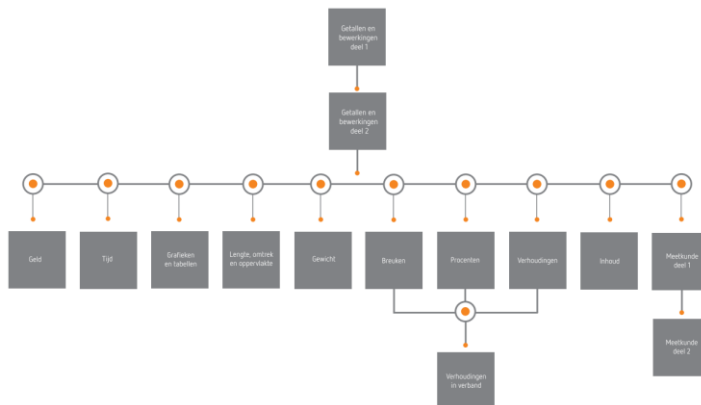 Getallen en
bewerkingen
deel 1
Getallen en
bewerkingen
deel 2
Geld
Tijd
Grafieken
en tabellen
Lengte, omtrek
en oppervlakte
Gewicht
Breuken
Procenten
Verhoudingen
Inhoud
Meetkunde
deel 1
Verhoudingen
in verband
Meetkunde
deel 2